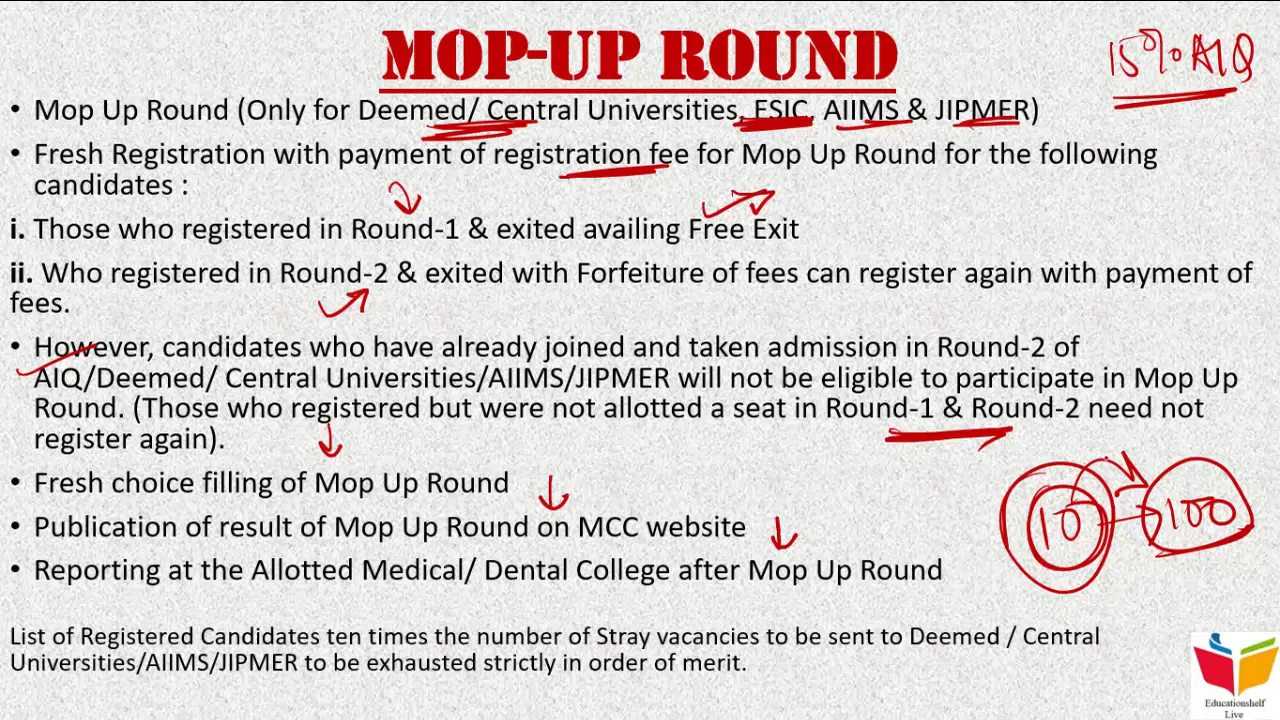 MOP-UP ROUND
15% AIQ
• Mop Up Round (Only for Deemed/ Central Universities, ESIC, AIIMS & JIPMER)
• Fresh Registration with payment of registration fee for Mop Up Round for the following
candidates :
i. Those who registered in Round-1 & exited availing Free Exit
ii. Who registered in Round-2 & exited with Forfeiture of fees can register again with payment of
fees.
• However, candidates who have already joined and taken admission in Round-2 of
AIQ/Deemed/ Central Universities/AIIMS/JIPMER will not be eligible to participate in Mop Up
Round. (Those who registered but were not allotted a seat in Round-1 & Round-2 need not
register again).
• Fresh choice filling of Mop Up Round
• Publication of result of Mop Up Round on MCC website
10 100
• Reporting at the Allotted Medical/ Dental College after Mop Up Round
List of Registered Candidates ten times the number of Stray vacancies to be sent to Deemed / Central
Universities/AIIMS/JIPMER to be exhausted strictly in order of merit.
Educationshelf
Live